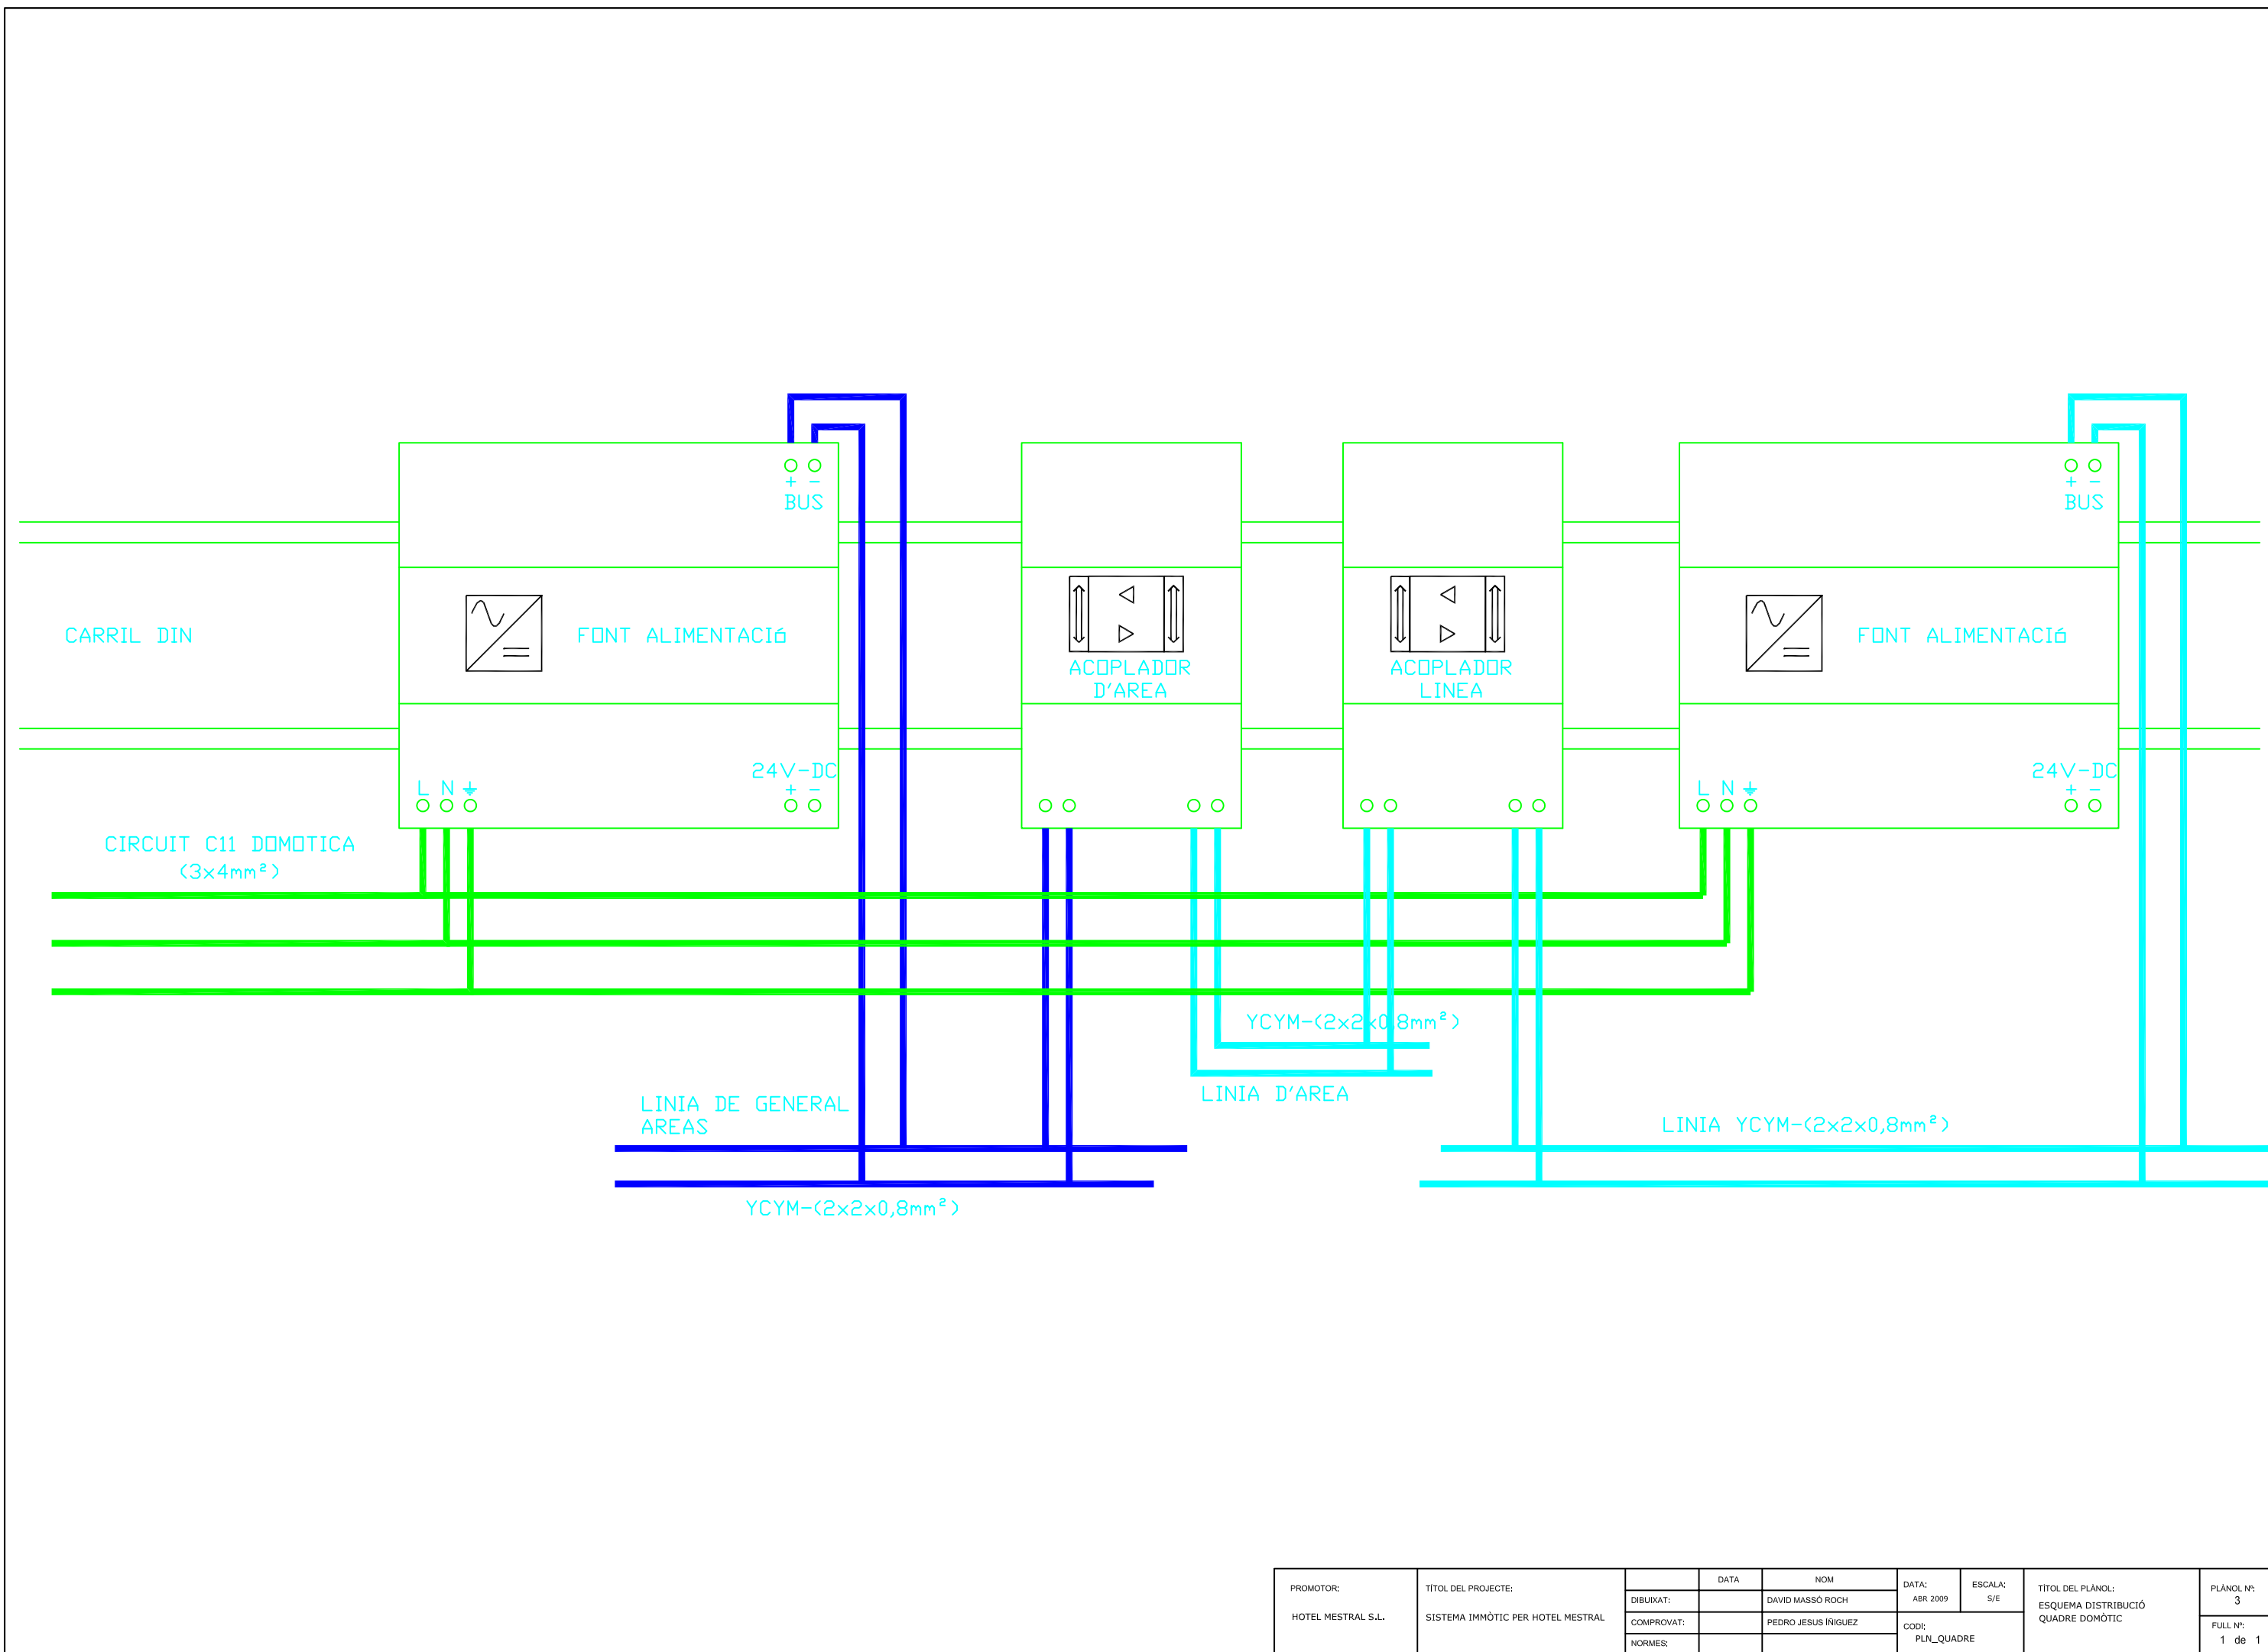 + -
BUS
+ -
BUS
CARRIL DIN
FONT ALIMENTACIÓ
ACOPLADOR
D'AREA
ACOPLADOR
LINEA
FONT ALIMENTACIÓ
24V-DC
+ -
L N
24V-DC
+ -
L N
CIRCUIT C11 DOMOTICA
(3x4mm²)
YCYM-(2x2x0,8mm²)
LINIA D'AREA
LINIA DE GENERAL
AREAS
LINIA YCYM-(2x2x0,8mm²)
YCYM-(2x2x0,8mm²)
PROMOTOR:
HOTEL MESTRAL S.L.
TÍTOL DEL PROJECTE:
SISTEMA IMMÒTIC PER HOTEL MESTRAL
DATA NOM
DIBUIXAT: DAVID MASSÓ ROCH
COMPROVAT: PEDRO JESUS ÍÑIGUEZ
NORMES:
DATA:
ABR 2009
ESCALA:
S/E
CODI:
PLN_QUADRE
TÍTOL DEL PLÀNOL:
ESQUEMA DISTRIBUCIÓ
QUADRE DOMÒTIC
PLÀNOL Nº:
3
FULL Nº:
1 de 1